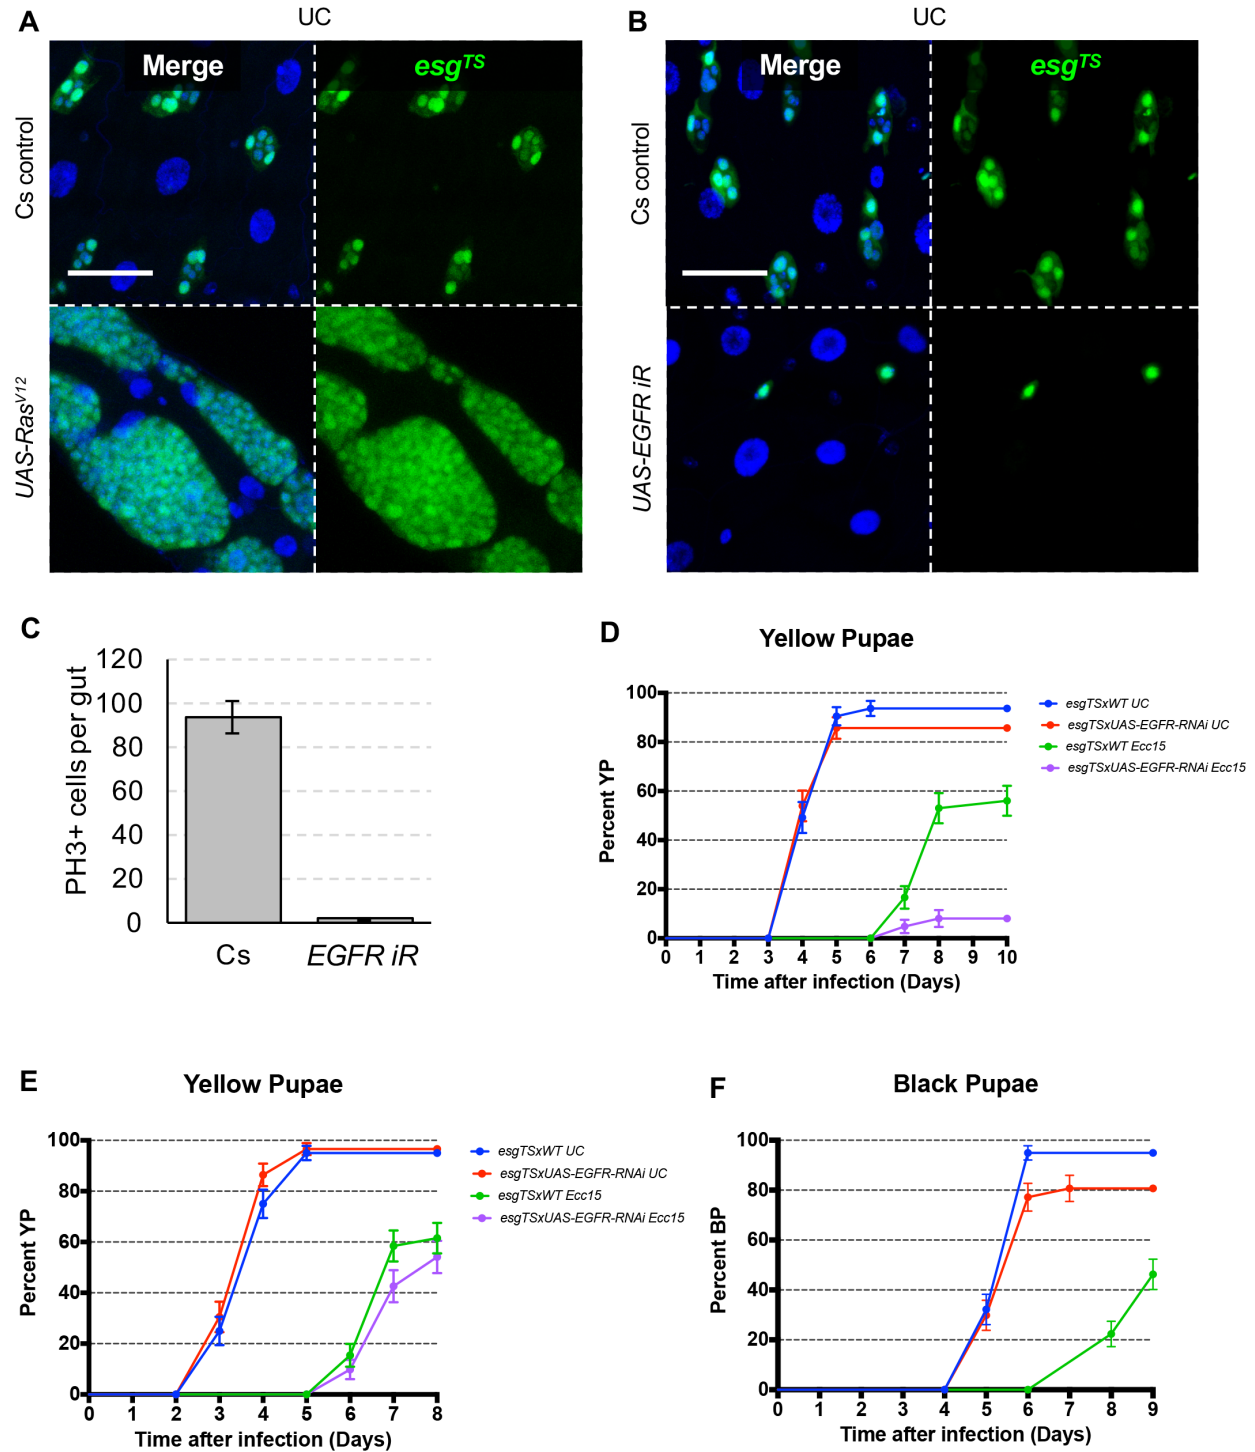 A
UC
Merge
esgTS
Cs control
UAS-RasV12
B
UC
Merge
esgTS
Cs control
UAS-EGFR iR
C
PH3+ cells per gut
120
100
80
60
40
20
0
Cs
EGFR iR
D
Yellow Pupae
Percent YP
100
80
60
40
20
0
0 1 2 3 4 5 6 7 8 9 10
Time after infection (Days)
esgTSxWT UC
esgTSxUAS-EGFR-RNAi UC
esgTSxWT Ecc15
esgTSxUAS-EGFR-RNAi Ecc15
E
Yellow Pupae
Percent YP
100
80
60
40
20
0
0 1 2 3 4 5 6 7 8
Time after infection (Days)
esgTSxWT UC
esgTSxUAS-EGFR-RNAi UC
esgTSxWT Ecc15
esgTSxUAS-EGFR-RNAi Ecc15
F
Black Pupae
Percent BP
100
80
60
40
20
0
0 1 2 3 4 5 6 7 8 9
Time after infection (Days)